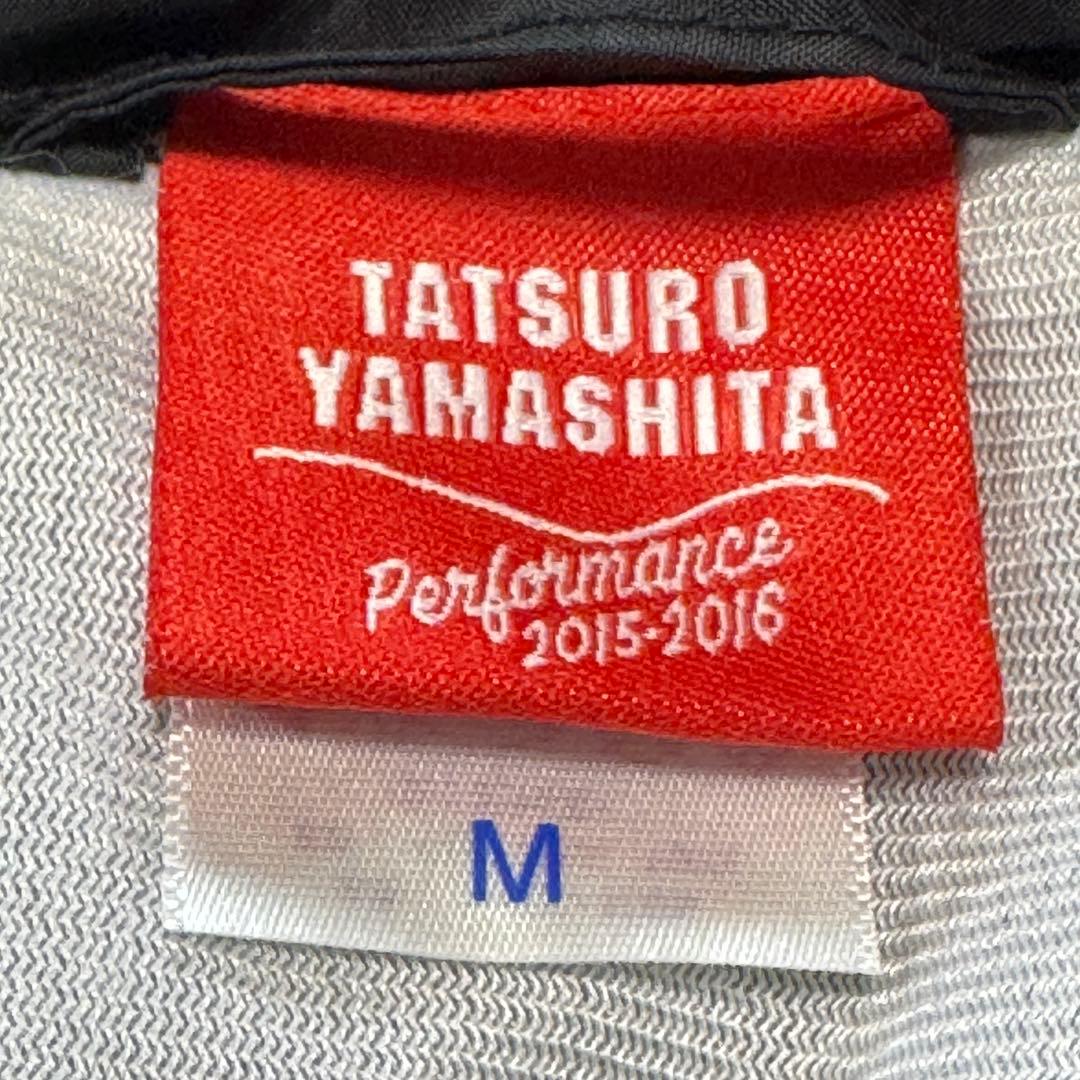 TATSURO
YAMASHITA
Performance
2015-2016
M